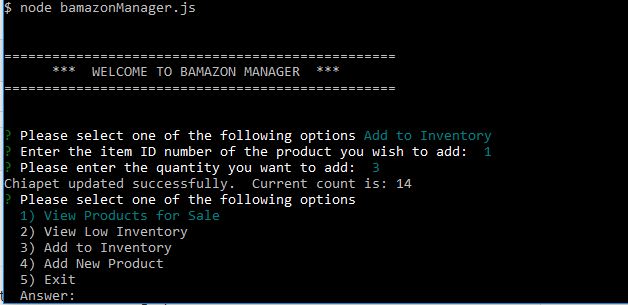 $ node bamazonManager.js
=================================================
*** WELCOME TO BAMAZON MANAGER ***
=================================================
? Please select one of the following options Add to Inventory
? Enter the item ID number of the product you wish to add: 1
? Please enter the quantity you want to add: 3
Chiapet updated successfully. Current count is: 14
? Please select one of the following options
1) View Products for Sale
2) View Low Inventory
3) Add to Inventory
4) Add New Product
5) Exit
Answer: